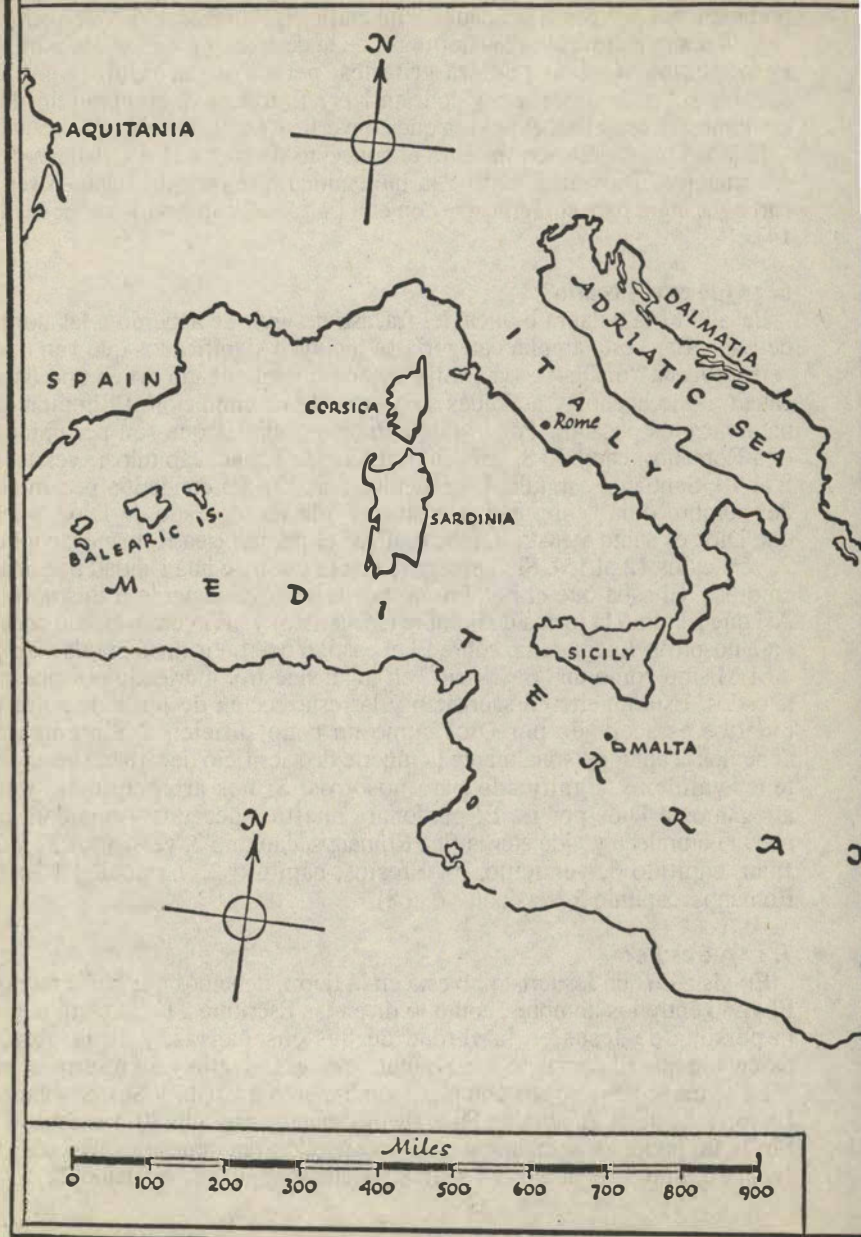 N
AQUITANIA
SPAIN
CORSICA
ITALY
ADRIATIC SEA
DALMATIA
Rome
SARDINIA
BALEARIC IS.
MEDITERRA
SICILY
MALTA
N
Miles
0 100 200 300 400 500 600 700 800 900